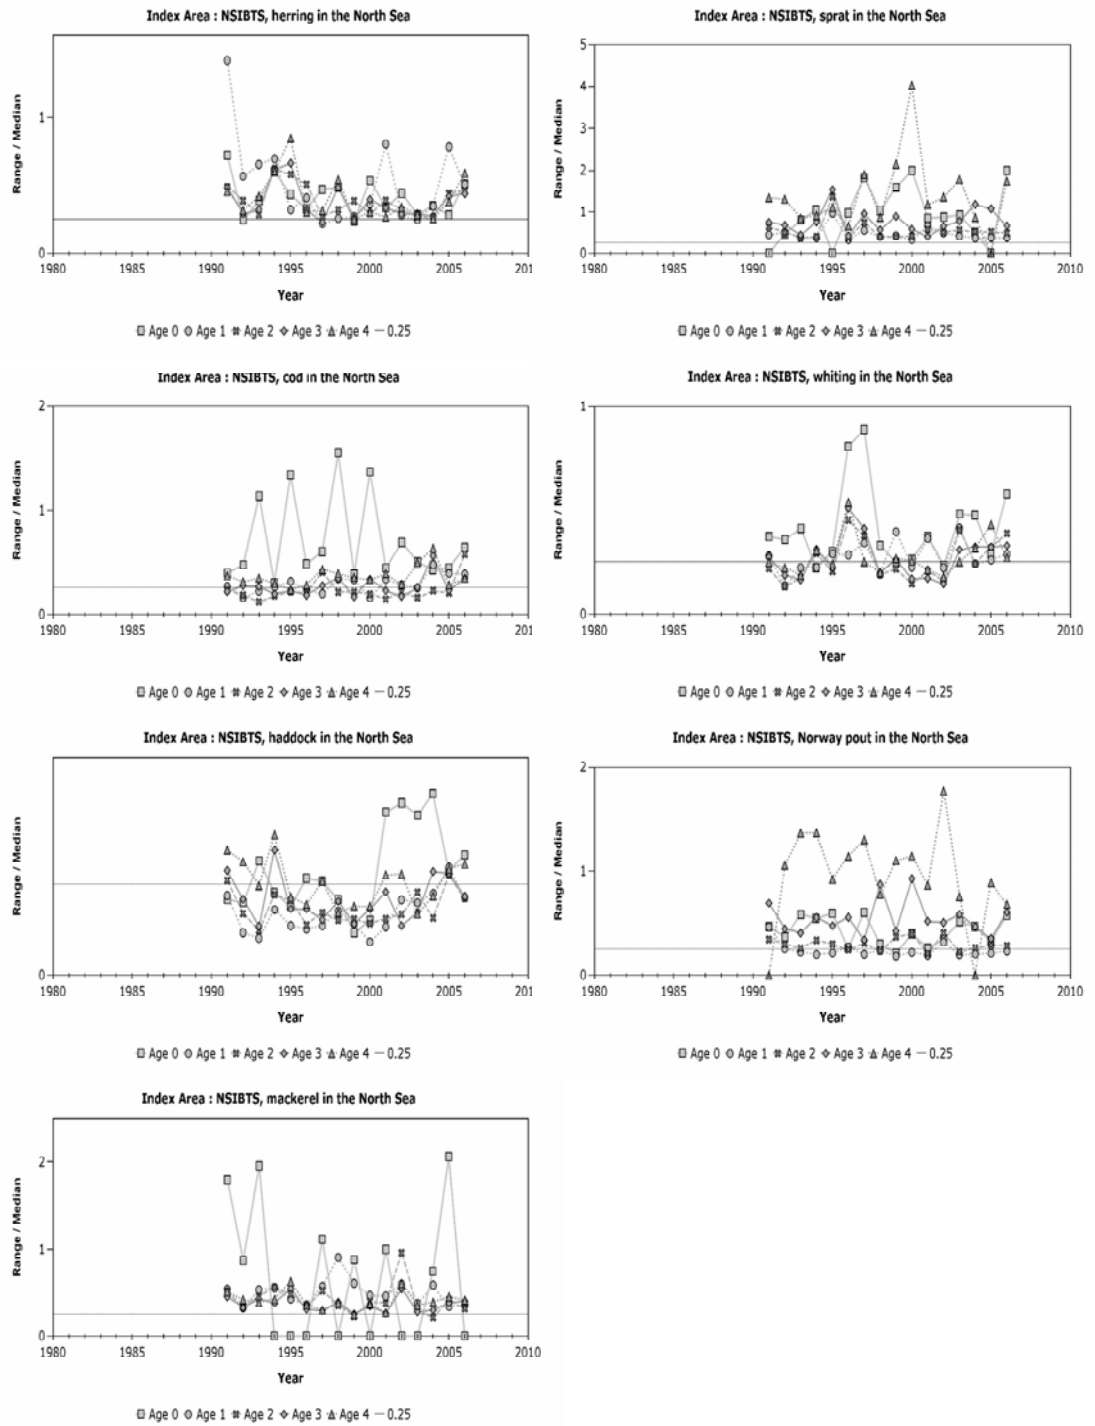 Index Area : NSIBTS, herring in the North Sea
Range / Median
1
0
1980 1985 1990 1995 2000 2005 2010
Year
Age 0 Age 1 Age 2 Age 3 Age 4 0.25
Index Area : NSIBTS, sprat in the North Sea
Range / Median
5
4
3
2
1
0
1980 1985 1990 1995 2000 2005 2010
Year
Age 0 Age 1 Age 2 Age 3 Age 4 0.25
Index Area : NSIBTS, cod in the North Sea
Range / Median
2
1
0
1980 1985 1990 1995 2000 2005 201
Year
Age 0 Age 1 Age 2 Age 3 Age 4 0.25
Index Area : NSIBTS, whiting in the North Sea
Range / Median
1
0
1980 1985 1990 1995 2000 2005 2010
Year
Age 0 Age 1 Age 2 Age 3 Age 4 0.25
Index Area : NSIBTS, haddock in the North Sea
Range / Median
0
1980 1985 1990 1995 2000 2005 2010
Year
Age 0 Age 1 Age 2 Age 3 Age 4 0.25
Index Area : NSIBTS, Norway pout in the North Sea
Range / Median
2
1
0
1980 1985 1990 1995 2000 2005 2010
Year
Age 0 Age 1 Age 2 Age 3 Age 4 0.25
Index Area : NSIBTS, mackerel in the North Sea
Range / Median
2
1
0
1980 1985 1990 1995 2000 2005 2010
Year
Age 0 Age 1 Age 2 Age 3 Age 4 0.25